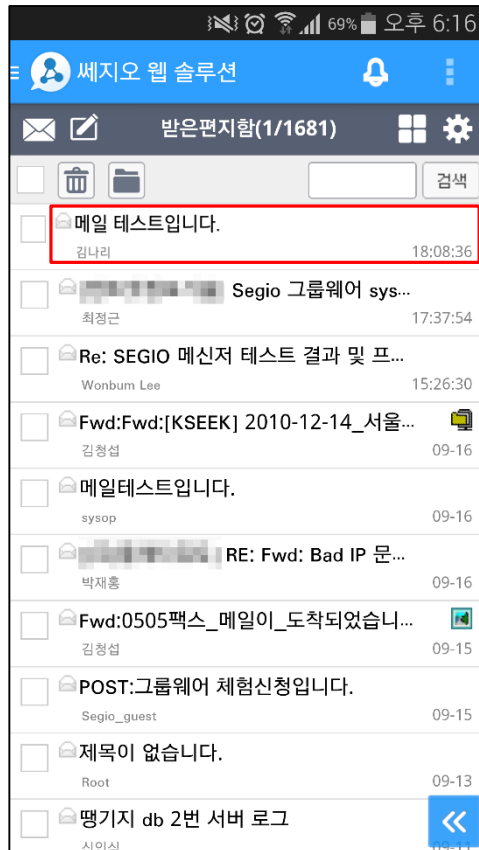 69% 오후 6:16
쎄지오 웹 솔루션
받은편지함(1/1681)
검색
메일 테스트입니다.
김나리 18:08:36
Segio 그룹웨어 sys...
최정근 17:37:54
Re: SEGIO 메신저 테스트 결과 및 프...
Wonbum Lee 15:26:30
Fwd:Fwd:[KSEEK] 2010-12-14_서울...
김청섭 09-16
메일테스트입니다.
sysop 09-16
RE: Fwd: Bad IP 문...
박재홍 09-16
Fwd:0505팩스_메일이_도착되었습니...
김청섭 09-15
POST:그룹웨어 체험신청입니다.
Segio_guest 09-15
제목이 없습니다.
Root 09-13
땡기지 db 2번 서버 로그